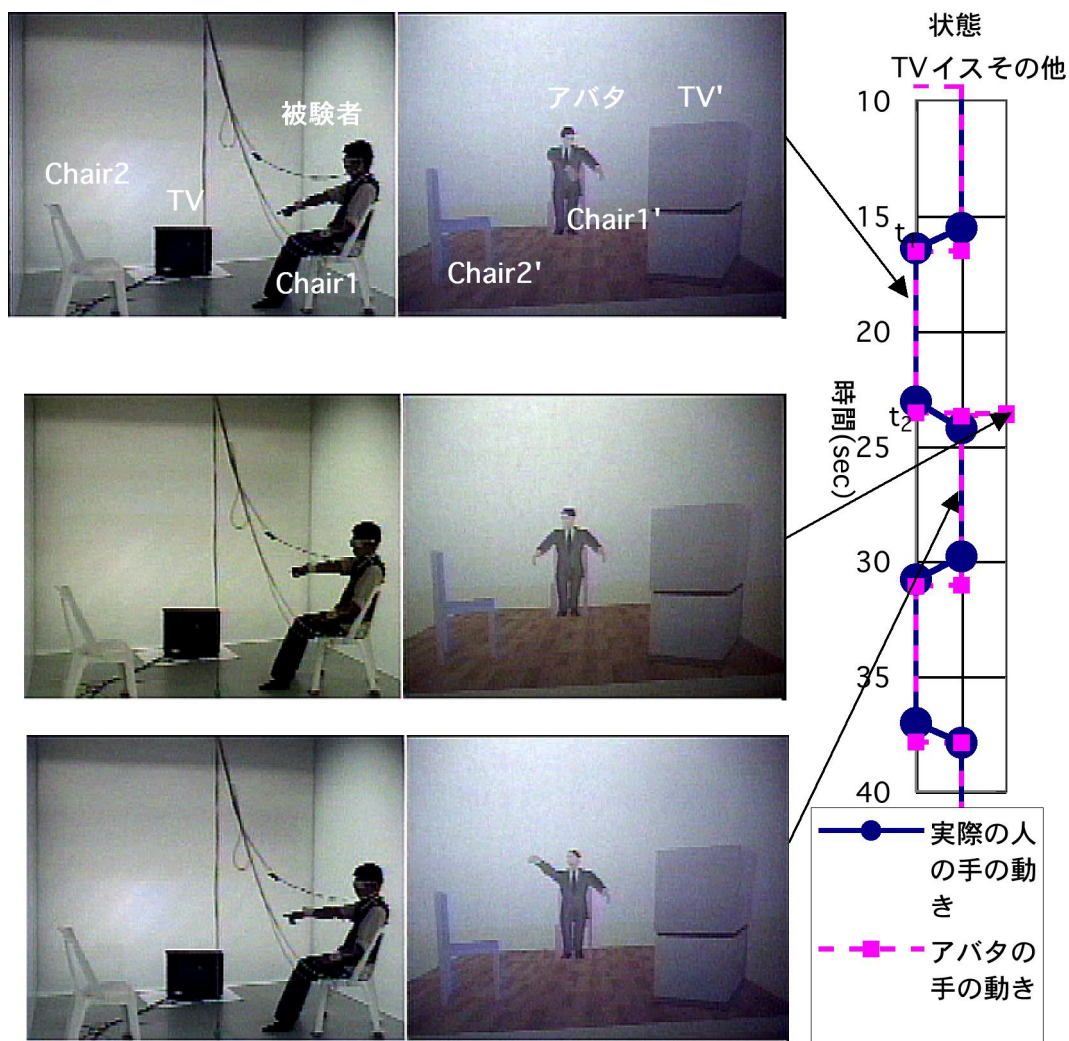 被験者
Chair2
TV
Chair1
アバタ
TV'
Chair1'
Chair2'
状態
TV イス その他
10
15
t₁
20
時間(sec)
t₂
25
30
35
40
実際の人
の手の動
き
アバタの
手の動き